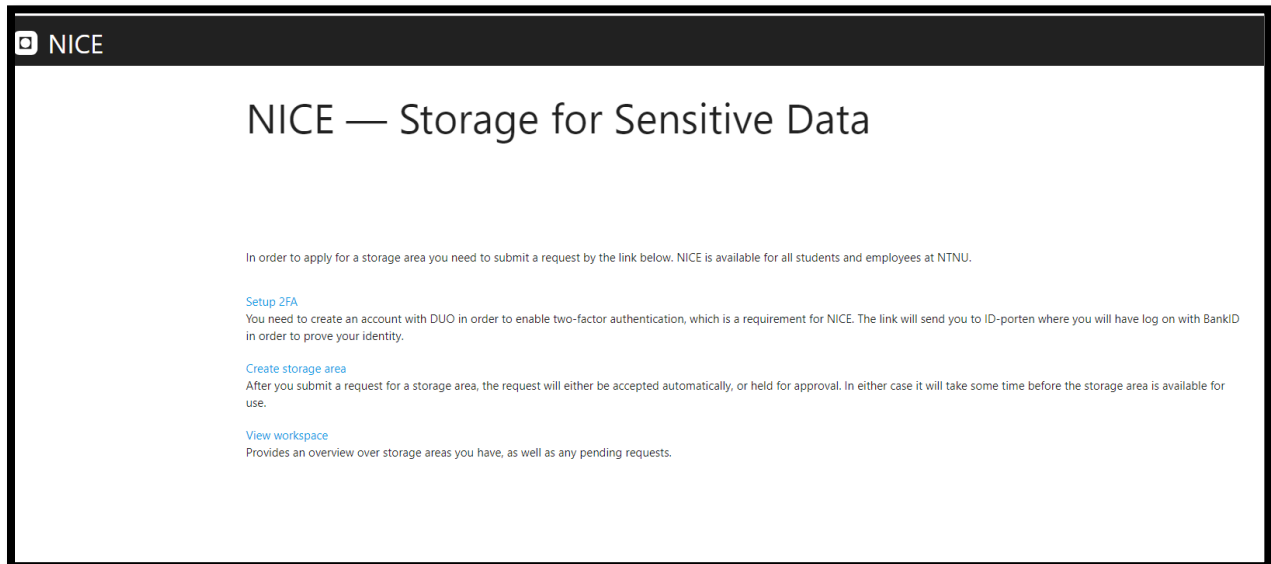 NICE
NICE — Storage for Sensitive Data
In order to apply for a storage area you need to submit a request by the link below. NICE is available for all students and employees at NTNU.
Setup 2FA
You need to create an account with DUO in order to enable two-factor authentication, which is a requirement for NICE. The link will send you to ID-porten where you will have log on with BankID
in order to prove your identity.
Create storage area
After you submit a request for a storage area, the request will either be accepted automatically, or held for approval. In either case it will take some time before the storage area is available for
use.
View workspace
Provides an overview over storage areas you have, as well as any pending requests.